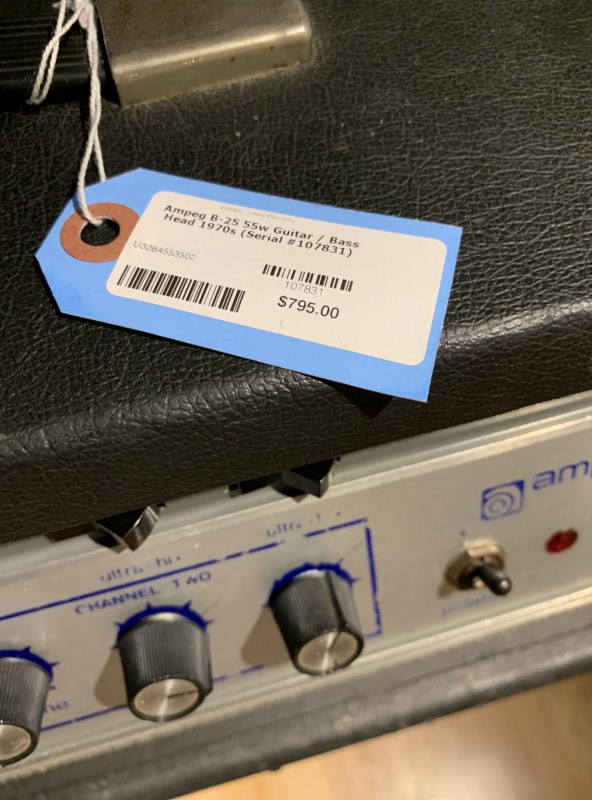 Ampeg B-25 55w Guitar / Bass
Head 1970s (Serial #107831)
U3284553502
107831
$795.00
amp
ultra-hi
CHANNEL TWO